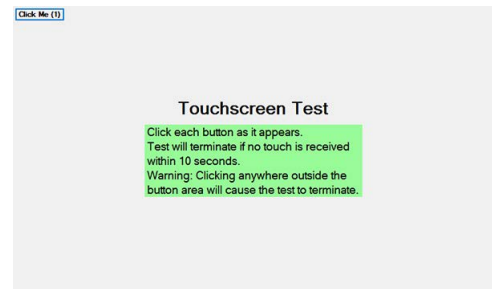 Click Me (1)
Touchscreen Test
Click each button as it appears.
Test will terminate if no touch is received
within 10 seconds.
Warning: Clicking anywhere outside the
button area will cause the test to terminate.